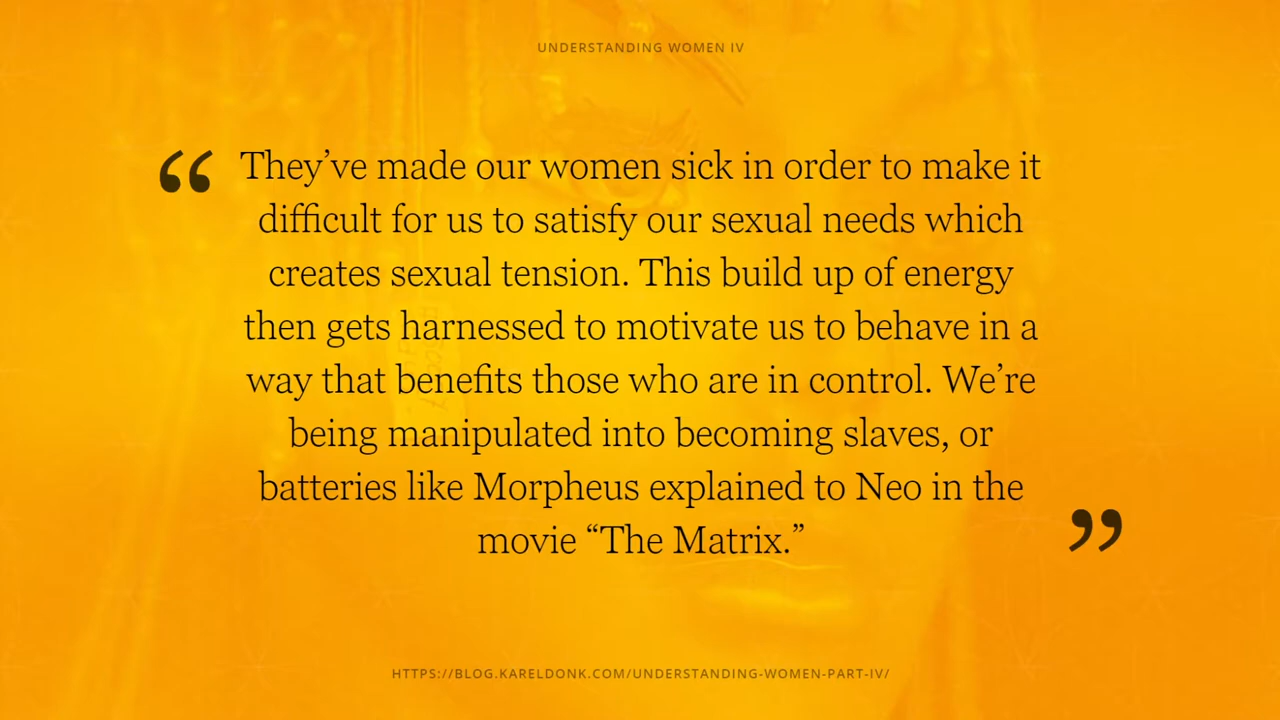 UNDERSTANDING WOMEN IV
“ They’ve made our women sick in order to make it
difficult for us to satisfy our sexual needs which
creates sexual tension. This build up of energy
then gets harnessed to motivate us to behave in a
way that benefits those who are in control. We’re
being manipulated into becoming slaves, or
batteries like Morpheus explained to Neo in the
movie “The Matrix.” ”
HTTPS://BLOG.KARELDONK.COM/UNDERSTANDING-WOMEN-PART-IV/